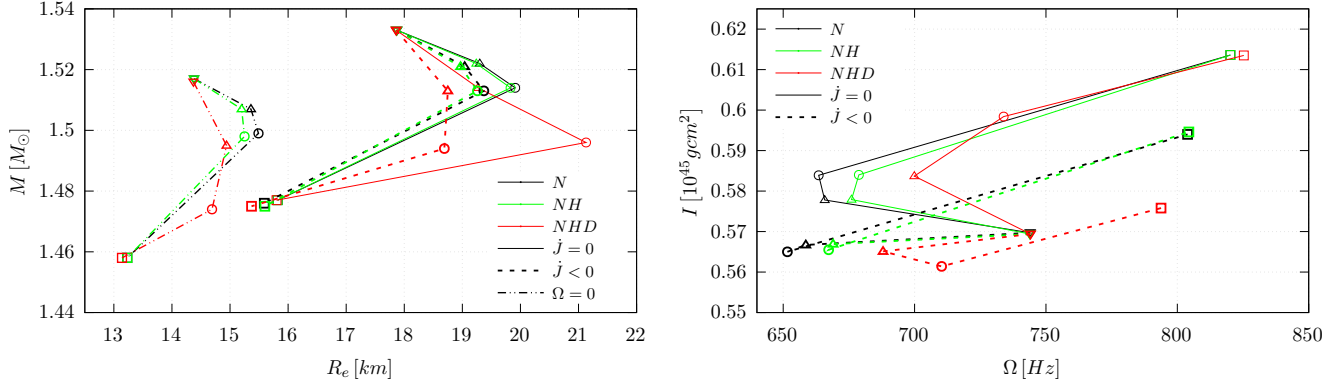 1.54
1.52
1.5
1.48
1.46
1.44
M [M⊙]
13 14 15 16 17 18 19 20 21 22
R_e [km]
N
NH
NHD
J̇ = 0
J̇ < 0
Ω = 0
0.62
0.61
0.6
0.59
0.58
0.57
0.56
0.55
I [10^45 gcm^2]
650 700 750 800 850
Ω [Hz]
N
NH
NHD
J̇ = 0
J̇ < 0